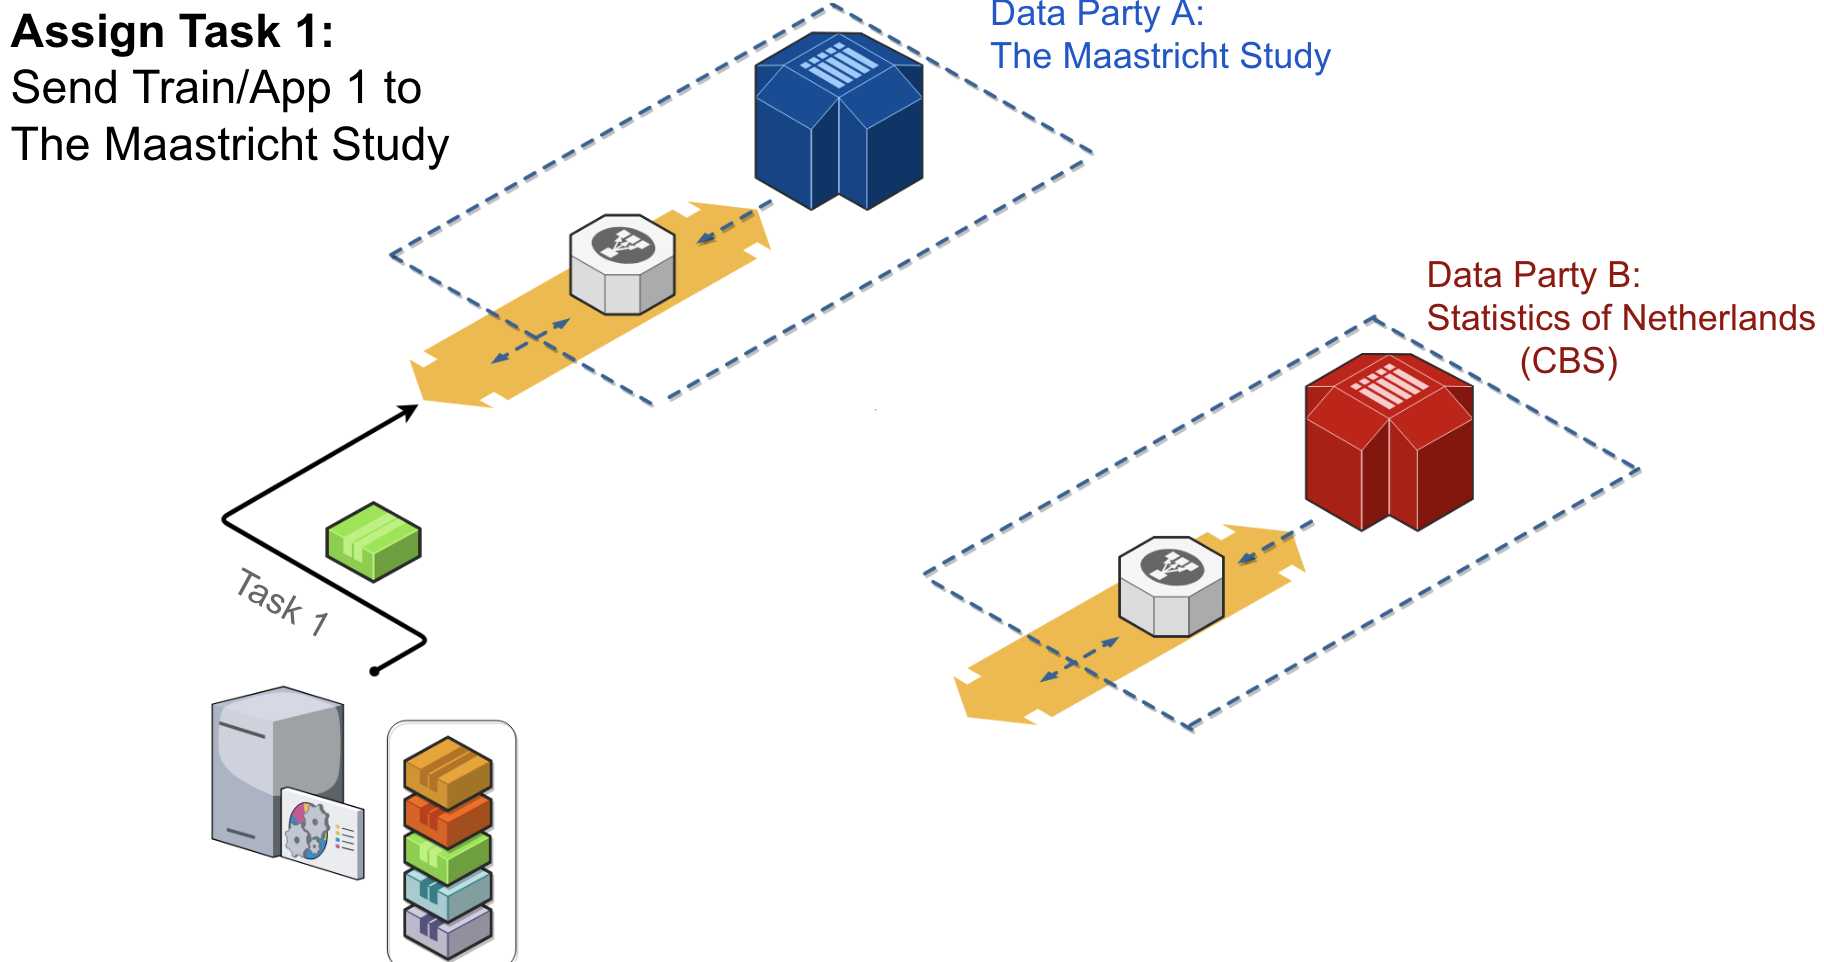 Assign Task 1:
Send Train/App 1 to
The Maastricht Study
Data Party A:
The Maastricht Study
Data Party B:
Statistics of Netherlands
(CBS)
Task 1